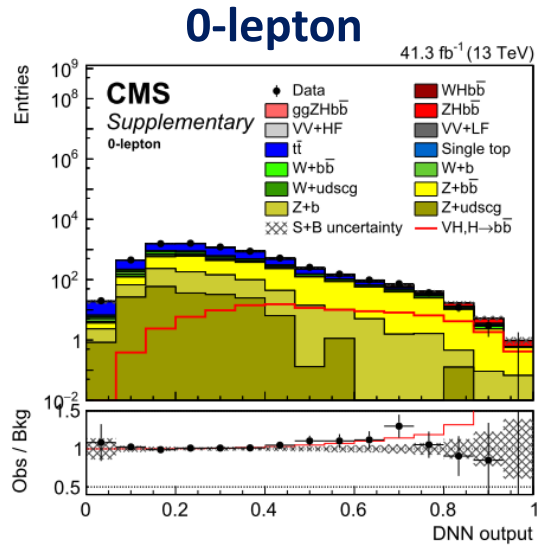 0-lepton
41.3 fb⁻¹ (13 TeV)
Entries
10⁹
10⁸
10⁶
10⁴
10²
1
10⁻²
CMS
Supplementary
0-lepton
Data
WHbb̅
ggZHbb̅
ZHbb̅
VV+HF
VV+LF
tt̅
Single top
W+bb̅
W+b
W+udscg
Z+bb̅
Z+b
Z+udscg
S+B uncertainty
VH,H→bb̅
Obs / Bkg
1.5
1
0.5
0 0.2 0.4 0.6 0.8 1
DNN output